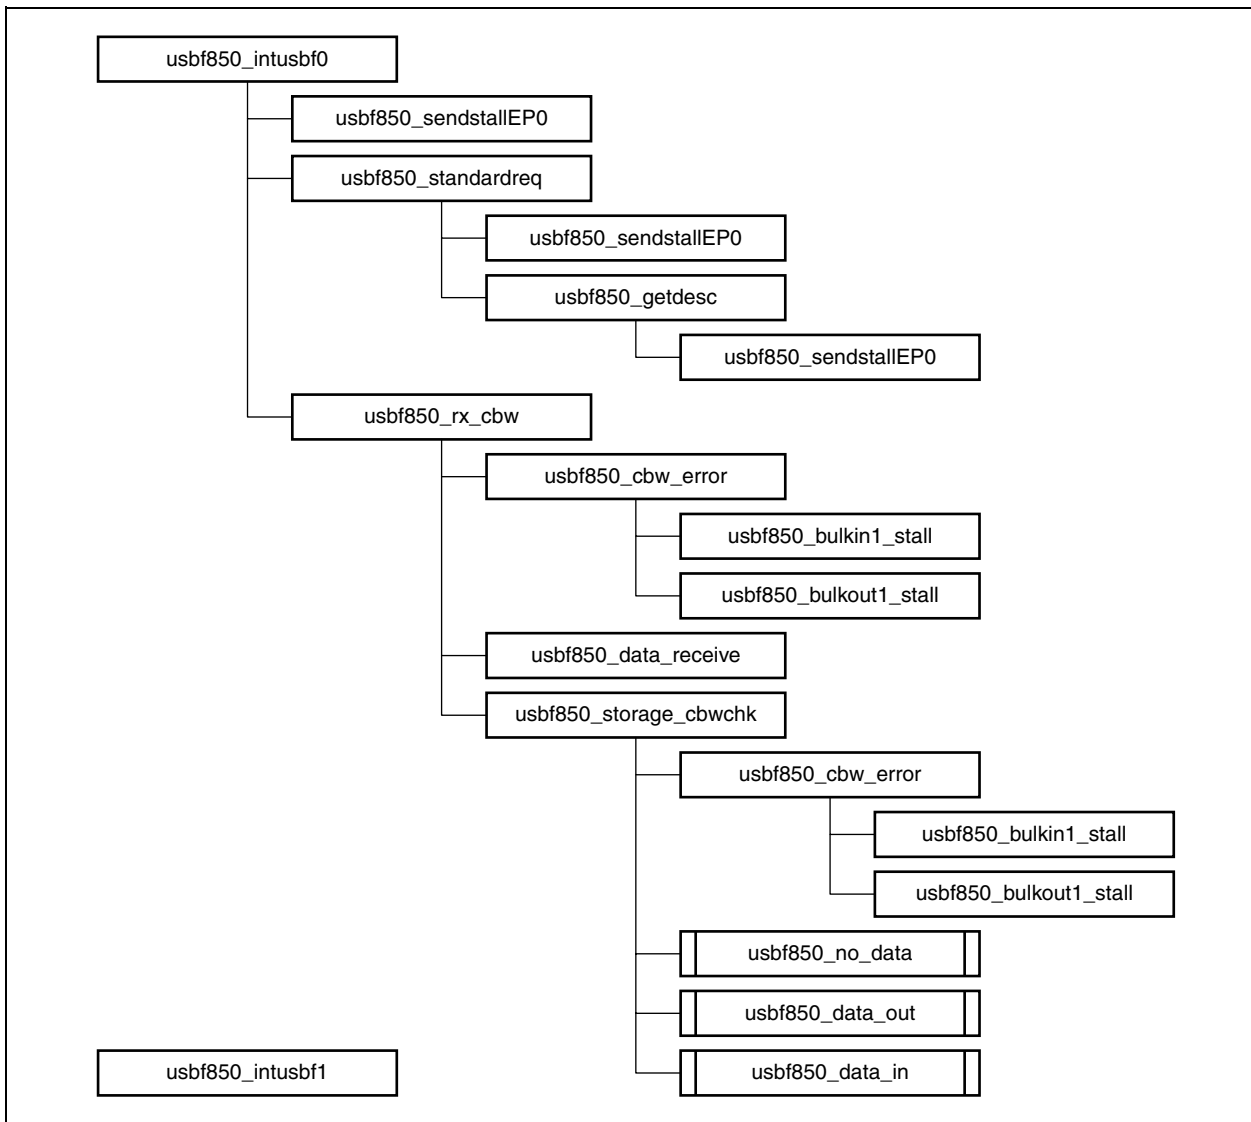 usbf850_intusbf0
usbf850_sendstallEP0
usbf850_standardreq
usbf850_sendstallEP0
usbf850_getdesc
usbf850_sendstallEP0
usbf850_rx_cbw
usbf850_cbw_error
usbf850_bulkin1_stall
usbf850_bulkout1_stall
usbf850_data_receive
usbf850_storage_cbwchk
usbf850_cbw_error
usbf850_bulkin1_stall
usbf850_bulkout1_stall
usbf850_no_data
usbf850_data_out
usbf850_intusbf1
usbf850_data_in